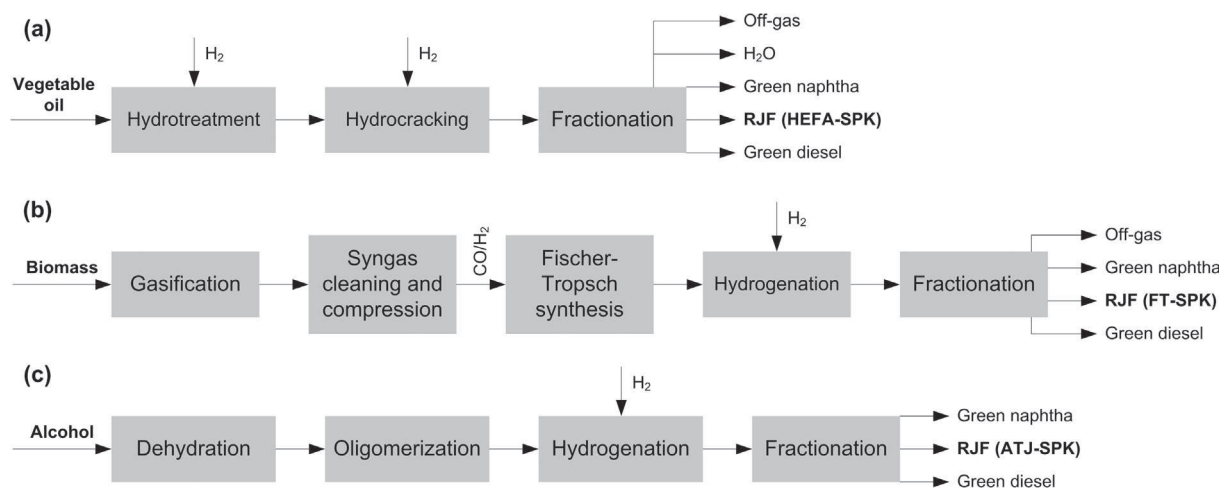 (a)
H₂
H₂
Vegetable
oil
Hydrotreatment
Hydrocracking
Fractionation
Off-gas
H₂O
Green naphtha
RJF (HEFA-SPK)
Green diesel
(b)
Biomass
Gasification
Syngas
cleaning and
compression
CO/H₂
Fischer-
Tropsch
synthesis
H₂
Hydrogenation
Fractionation
Off-gas
Green naphtha
RJF (FT-SPK)
Green diesel
(c)
Alcohol
Dehydration
Oligomerization
H₂
Hydrogenation
Fractionation
Green naphtha
RJF (ATJ-SPK)
Green diesel